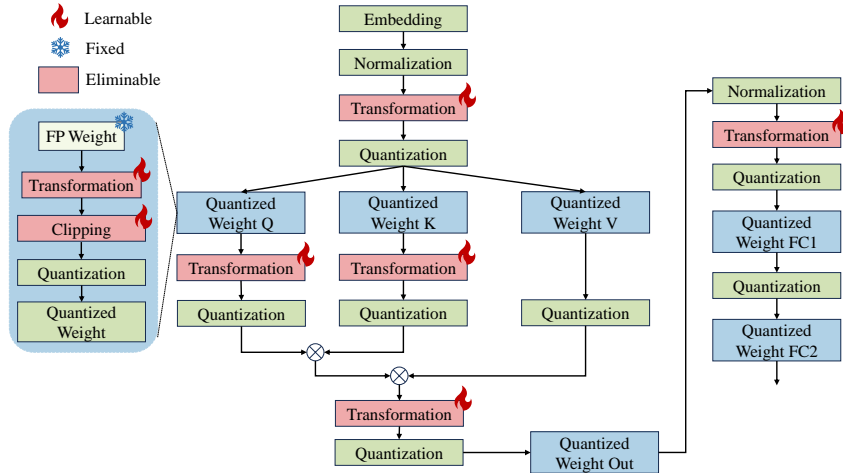 Learnable
Fixed
Eliminable
FP Weight
Transformation
Clipping
Quantization
Quantized
Weight
Embedding
Normalization
Transformation
Quantization
Quantized
Weight Q
Transformation
Quantization
Quantized
Weight K
Transformation
Quantization
Quantized
Weight V
Quantization
Transformation
Quantization
Quantized
Weight Out
Normalization
Transformation
Quantization
Quantized
Weight FC1
Quantization
Quantized
Weight FC2